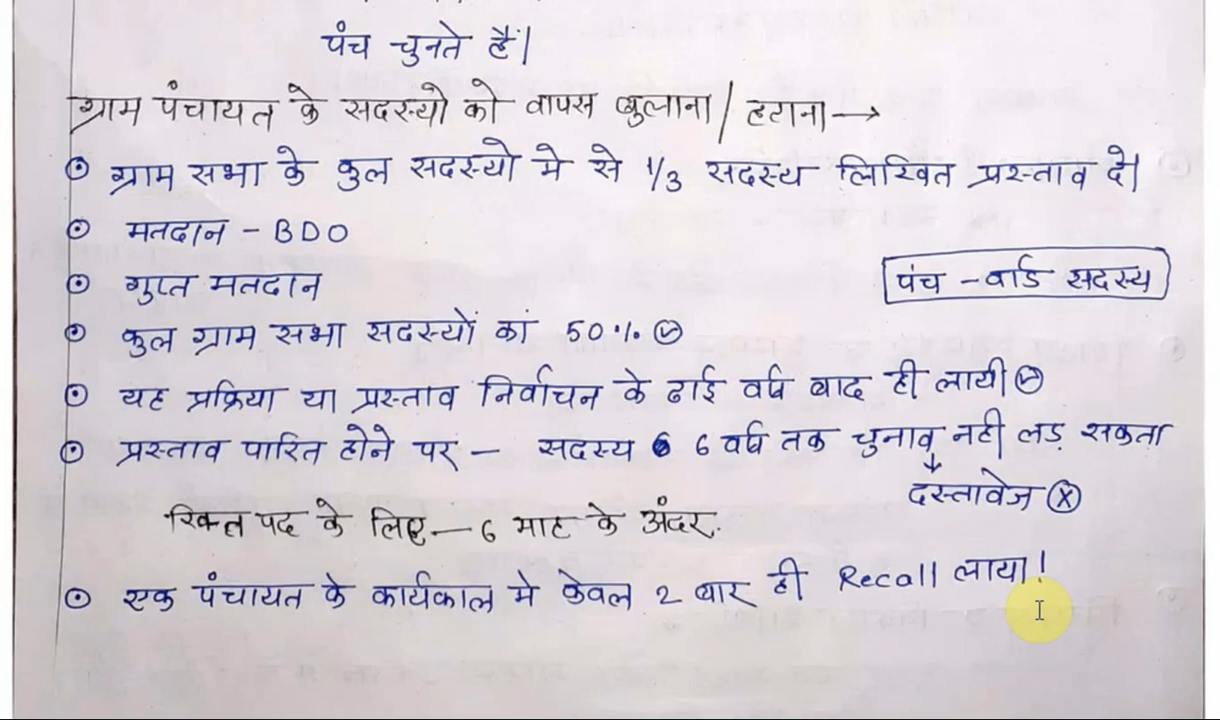 पंच चुनते हैं।
ग्राम पंचायत के सदस्यो को वापस बुलाना/हटाना→
ग्राम सभा के कुल सदस्यो मे से 1/3 सदस्य लिखित प्रस्ताव दे।
मतदान - BDO
गुप्त मतदान
पंच - वार्ड सदस्य
कुल ग्राम सभा सदस्यों का 50%
यह प्रक्रिया या प्रस्ताव निर्वाचन के ढाई वर्ष बाद ही लायी
प्रस्ताव पारित होने पर - सदस्य 6 6 वर्ष तक चुनाव नही लड़ सकता
दस्तावेज X
रिक्त पद के लिए - 6 माह के अंदर
एक पंचायत के कार्यकाल मे केवल 2 बार ही Recall लाया!